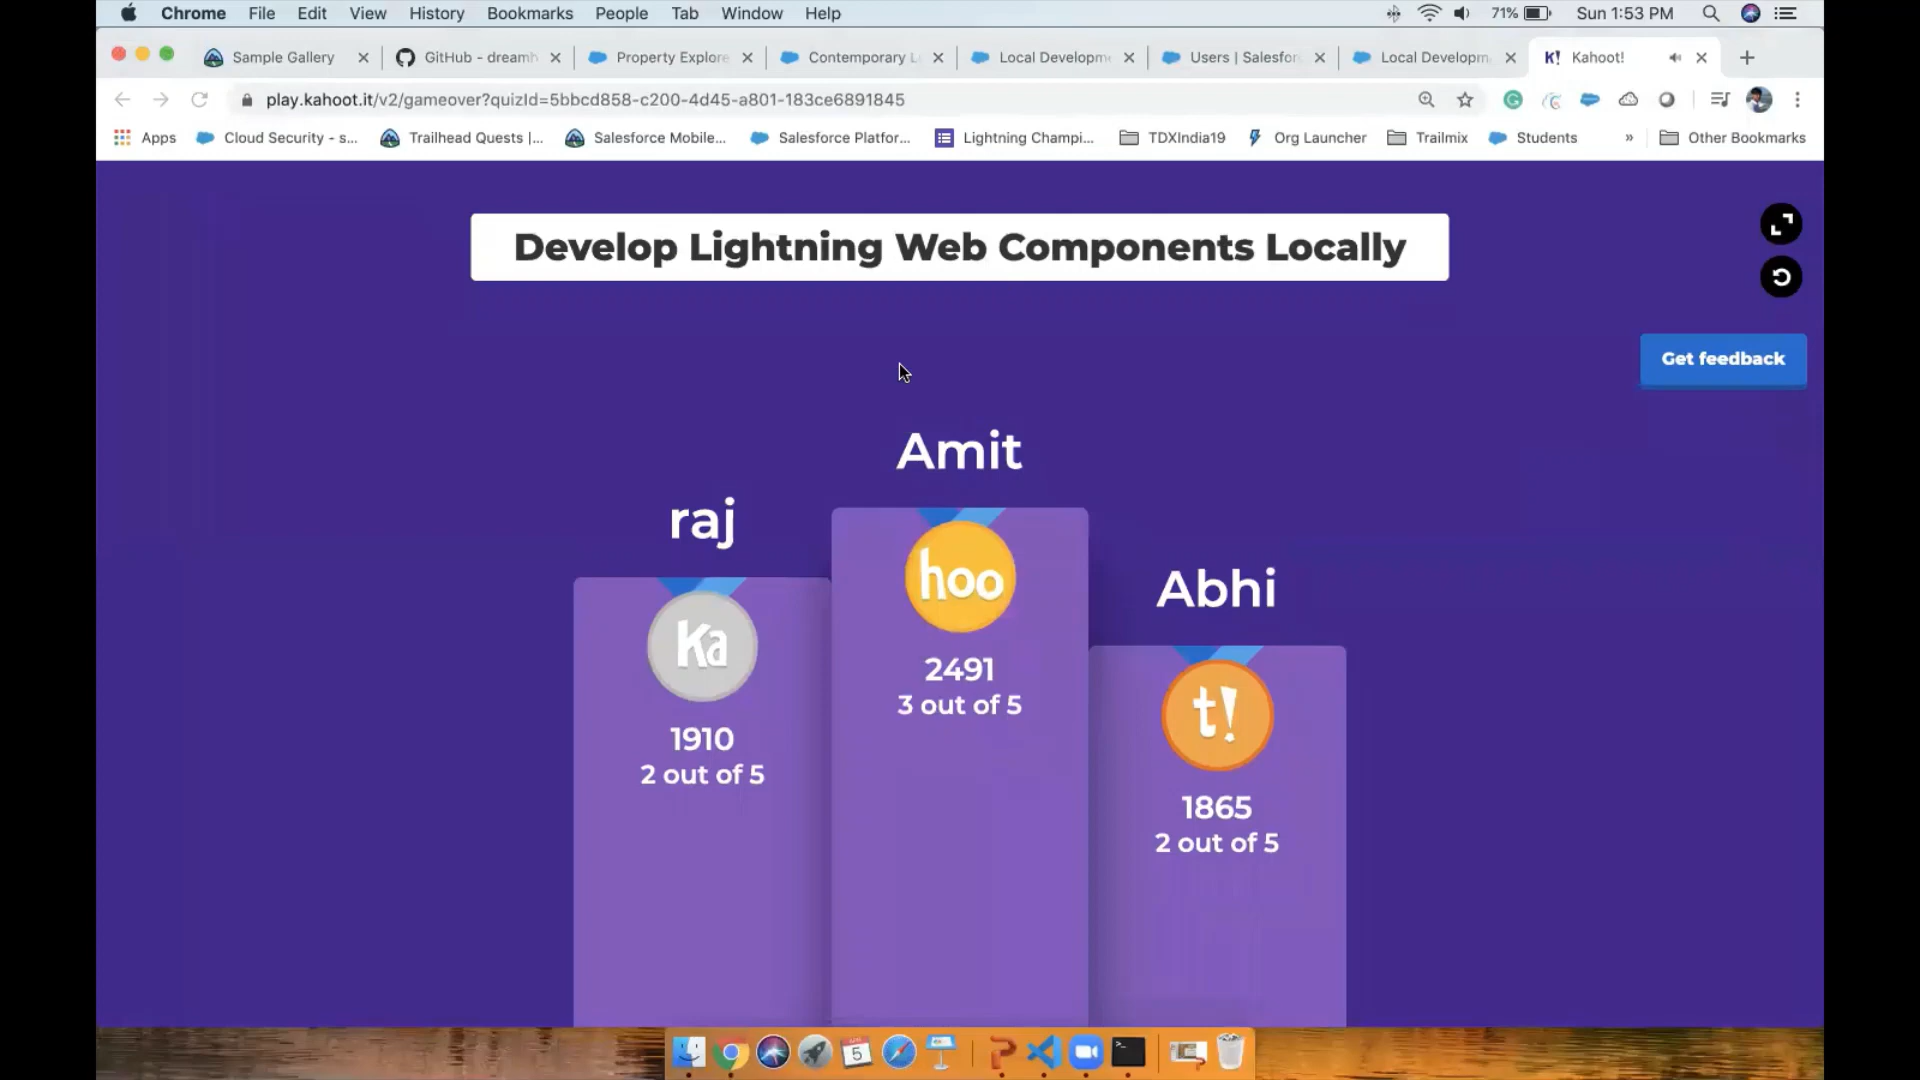 Chrome File Edit View History Bookmarks People Tab Window Help 71% Sun 1:53 PM
Sample Gallery GitHub - dreamh Property Explore Contemporary L Local Developme Users | Salesfor Local Developm K! Kahoot!
play.kahoot.it/v2/gameover?quizId=5bbcd858-c200-4d45-a801-183ce6891845
Apps Cloud Security - s... Trailhead Quests |... Salesforce Mobile... Salesforce Platfor... Lightning Champi... TDXIndia19 Org Launcher Trailmix Students » Other Bookmarks
Develop Lightning Web Components Locally
Get feedback
Amit
raj
hoo
Abhi
Ka
2491
3 out of 5
t!
1910
2 out of 5
1865
2 out of 5
5